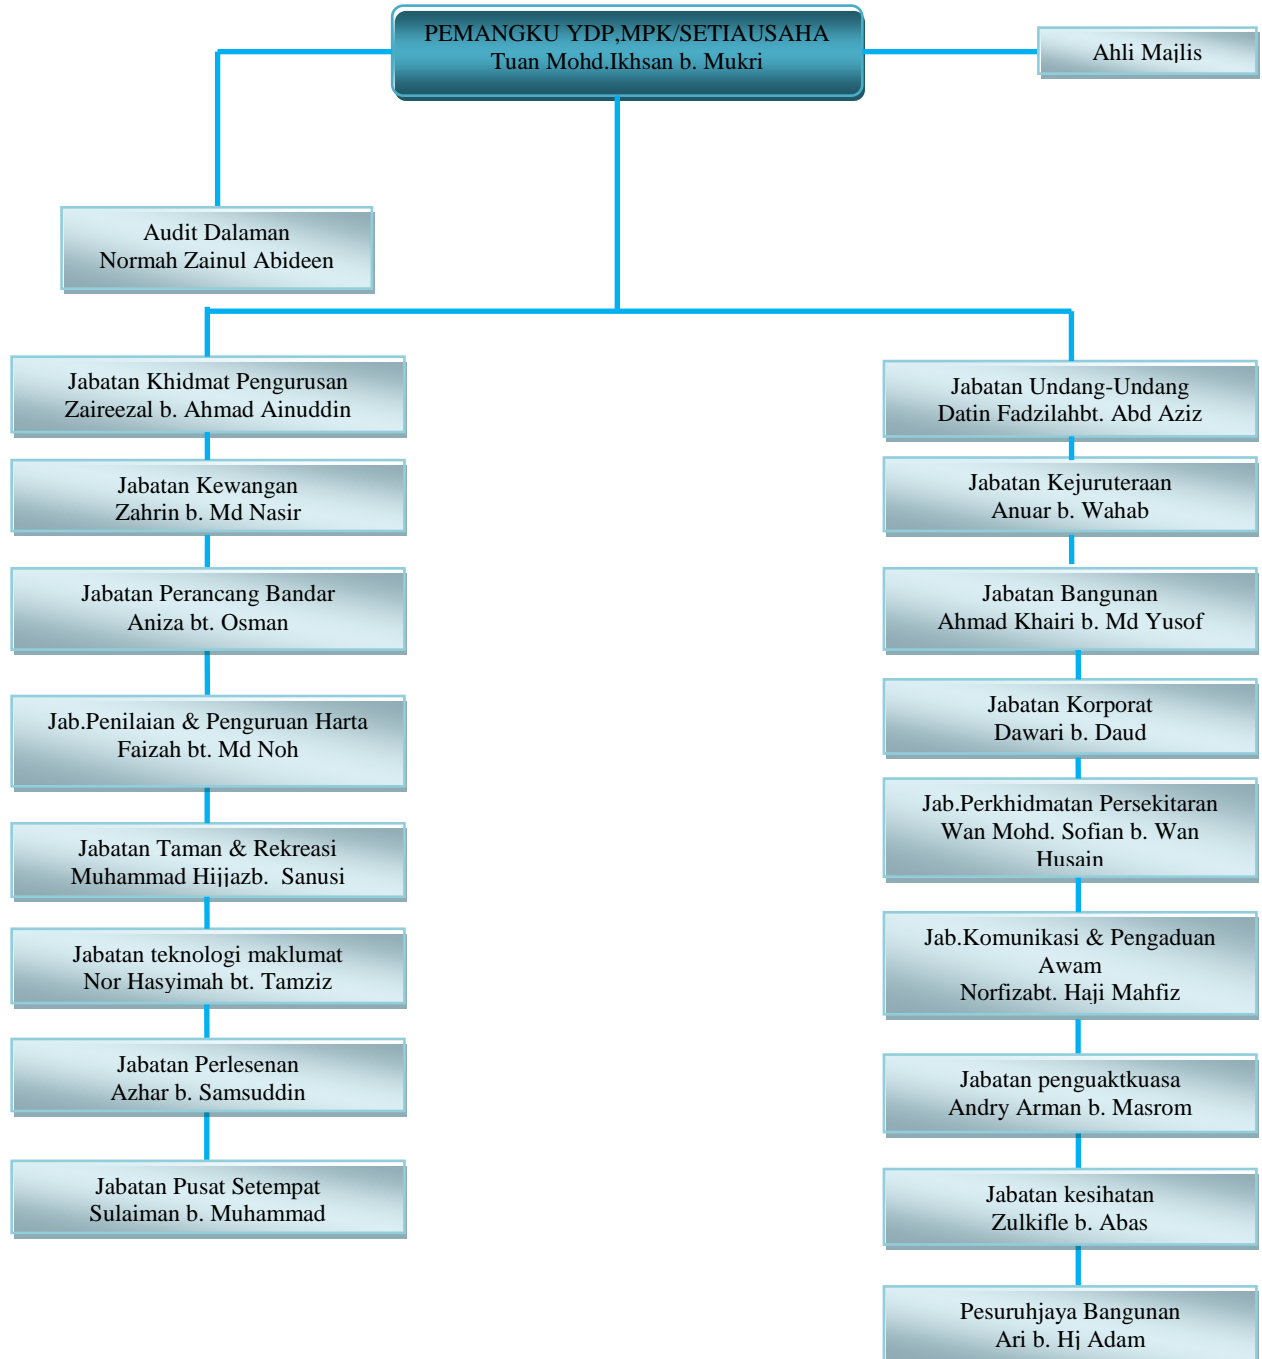 PEMANGKU YDP,MPK/SETIAUSAHA
Tuan Mohd.Ikhsan b. Mukri
Ahli Majlis
Audit Dalaman
Normah Zainul Abideen
Jabatan Khidmat Pengurusan
Zaireezal b. Ahmad Ainuddin
Jabatan Kewangan
Zahrin b. Md Nasir
Jabatan Perancang Bandar
Aniza bt. Osman
Jab.Penilaian & Penguruan Harta
Faizah bt. Md Noh
Jabatan Taman & Rekreasi
Muhammad Hijjazb. Sanusi
Jabatan teknologi maklumat
Nor Hasyimah bt. Tamziz
Jabatan Perlesenan
Azhar b. Samsuddin
Jabatan Pusat Setempat
Sulaiman b. Muhammad
Jabatan Undang-Undang
Datin Fadzilahbt. Abd Aziz
Jabatan Kejuruteraan
Anuar b. Wahab
Jabatan Bangunan
Ahmad Khairi b. Md Yusof
Jabatan Korporat
Dawari b. Daud
Jab.Perkhidmatan Persekitaran
Wan Mohd. Sofian b. Wan
Husain
Jab.Komunikasi & Pengaduan
Awam
Norfizabt. Haji Mahfiz
Jabatan penguaktkuasa
Andry Arman b. Masrom
Jabatan kesihatan
Zulkifle b. Abas
Pesuruhjaya Bangunan
Ari b. Hj Adam